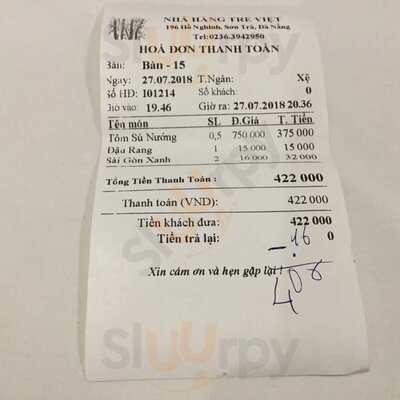 NHÀ HÀNG TRE VIỆT
196 Hồ Nghinh, Sơn Trà, Đà Nẵng
Tel:0236.3942950
HOÁ ĐƠN THANH TOÁN
Bàn: Bàn - 15
Ngày: 27.07.2018 T.Ngân: Xệ
Số HĐ: 101214 Số khách: 0
Giờ vào: 19.46 Giờ ra: 27.07.2018 20.36
Tên món SL Đ.Giá T. Tiền
Tôm Sú Nướng 0,5 750 000 375 000
Đậu Rang 1 15 000 15 000
Sài Gòn Xanh 2 16 000 32 000
Tổng Tiền Thanh Toán : 422 000
Thanh toán (VND): 422 000
Tiền khách đưa: 422 000
Tiền trả lại: 0
- 16
Xin cám ơn và hẹn gặp lại !
406
sluurpy